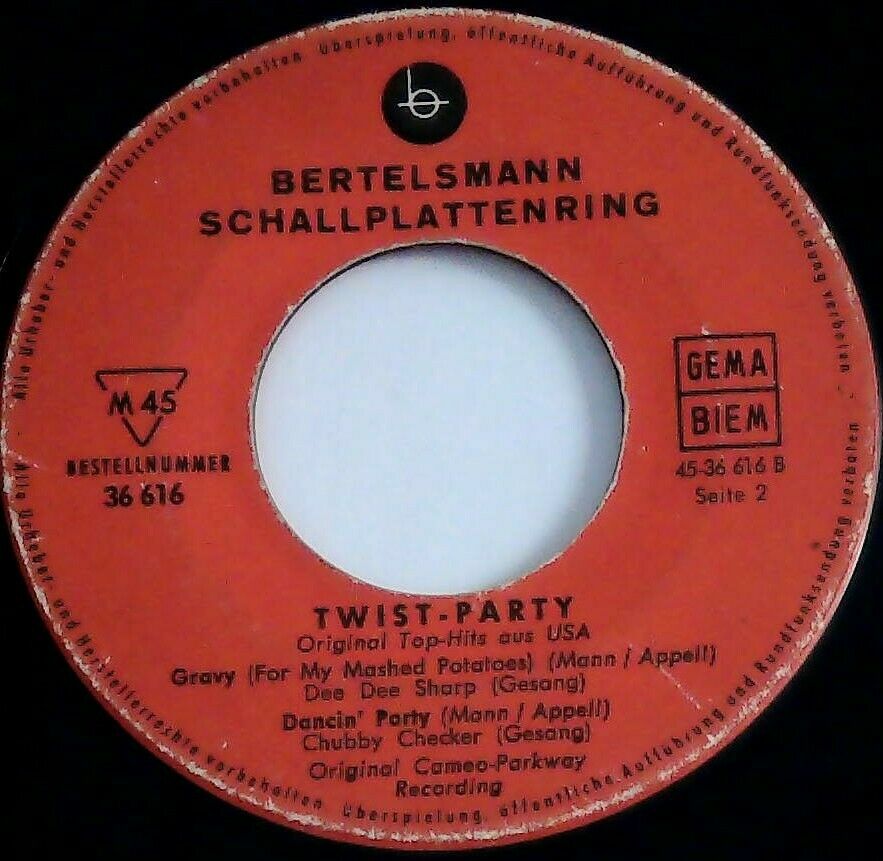 Alle Urheber- und Herstellerrechte vorbehalten Überspielung, öffentliche Aufführung und Rundfunksendung verboten -
b
BERTELSMANN
SCHALLPLATTENRING
M 45
BESTELLNUMMER
36 616
GEMA
BIEM
45-36 616 B
Seite 2
TWIST-PARTY
Original Top-Hits aus USA
Gravy (For My Mashed Potatoes) (Mann / Appell)
Dee Dee Sharp (Gesang)
Dancin' Party (Mann / Appell)
Chubby Checker (Gesang)
Original Cameo-Parkway
Recording
Alle Urheber- und Herstellerrechte vorbehalten Überspielung, öffentliche Aufführung und Rundfunksendung verboten -